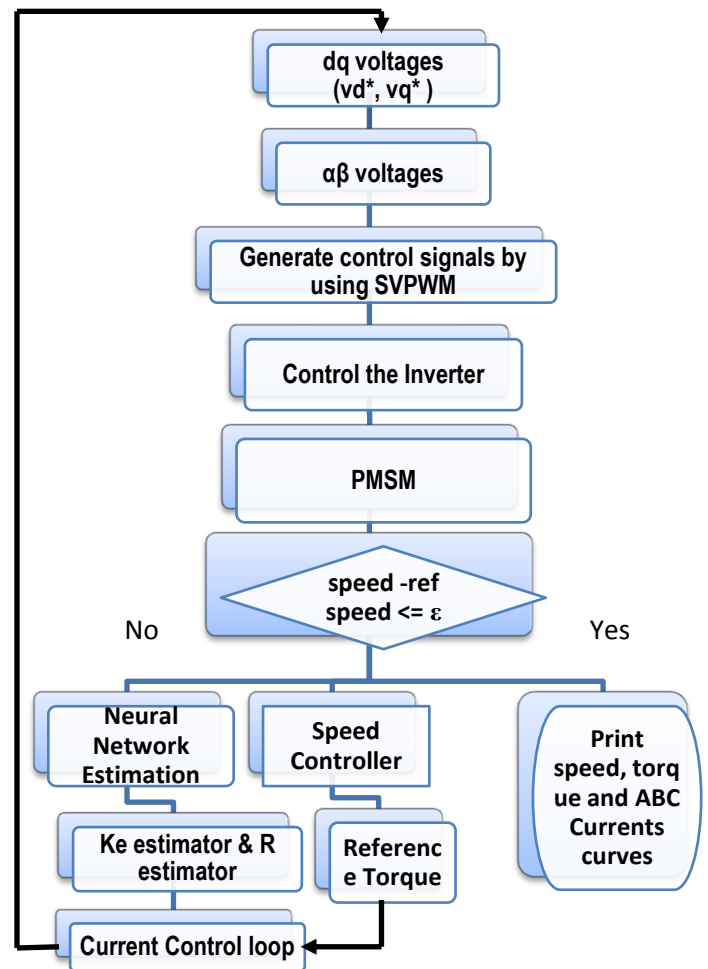 dq voltages
(vd*, vq* )
αβ voltages
Generate control signals by
using SVPWM
Control the Inverter
PMSM
speed -ref
speed <= ε
No
Yes
Neural
Network
Estimation
Speed
Controller
Print
speed, torq
ue and ABC
Currents
curves
Ke estimator & R
estimator
Referenc
e Torque
Current Control loop